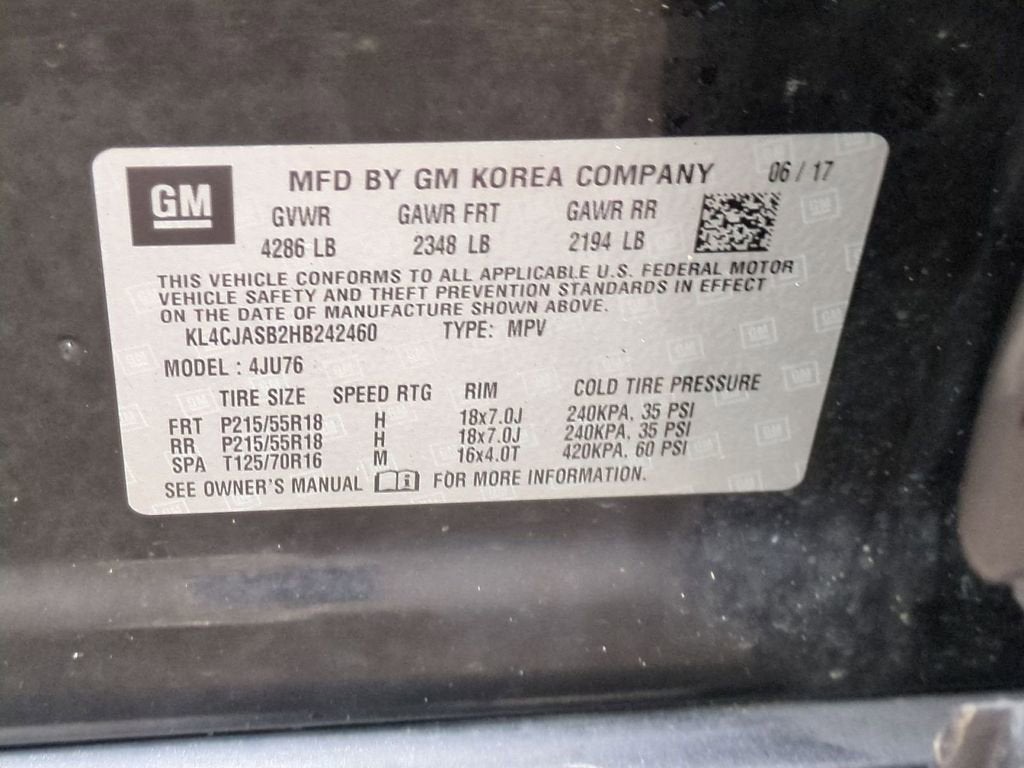 GM MFD BY GM KOREA COMPANY 06 / 17
GVWR GAWR FRT GAWR RR
4286 LB 2348 LB 2194 LB
THIS VEHICLE CONFORMS TO ALL APPLICABLE U.S. FEDERAL MOTOR
VEHICLE SAFETY AND THEFT PREVENTION STANDARDS IN EFFECT
ON THE DATE OF MANUFACTURE SHOWN ABOVE.
KL4CJASB2HB242460 TYPE: MPV
MODEL : 4JU76
TIRE SIZE SPEED RTG RIM COLD TIRE PRESSURE
FRT P215/55R18 H 18x7.0J 240KPA, 35 PSI
RR P215/55R18 H 18x7.0J 240KPA, 35 PSI
SPA T125/70R16 M 16x4.0T 420KPA, 60 PSI
SEE OWNER'S MANUAL i FOR MORE INFORMATION.